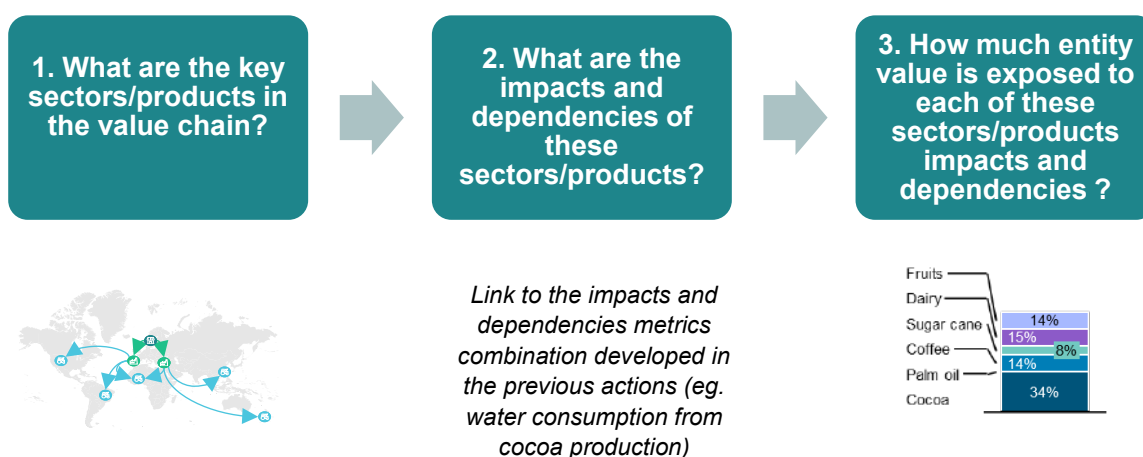 1. What are the key
sectors/products in
the value chain?
2. What are the
impacts and
dependencies of
these
sectors/products?
3. How much entity
value is exposed to
each of these
sectors/products
impacts and
dependencies ?
Link to the impacts and
dependencies metrics
combination developed in
the previous actions (eg.
water consumption from
cocoa production)
Fruits
Dairy
Sugar cane
Coffee
Palm oil
Cocoa
14%
15%
8%
14%
34%